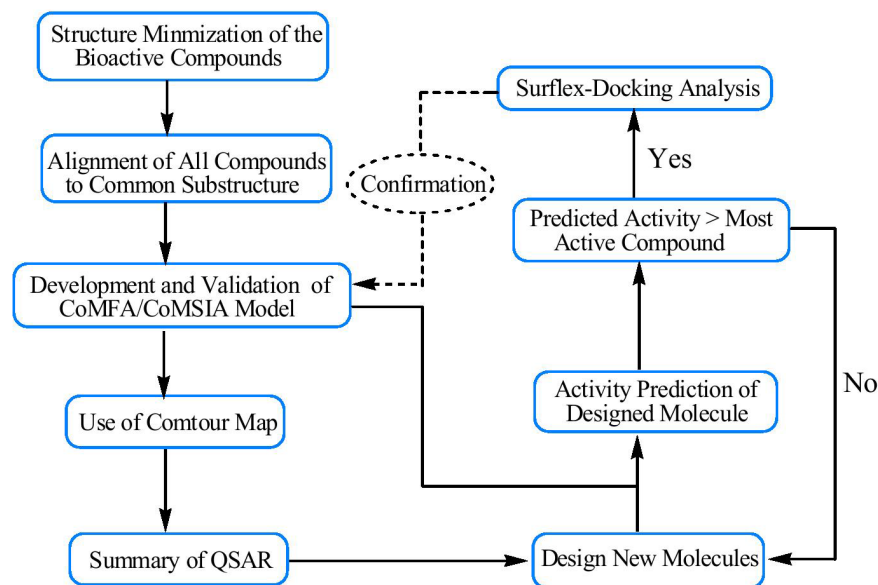 Structure Minmization of the
Bioactive Compounds
Alignment of All Compounds
to Common Substructure
Development and Validation of
CoMFA/CoMSIA Model
Use of Comtour Map
Summary of QSAR
Surflex-Docking Analysis
Confirmation
Yes
Predicted Activity > Most
Active Compound
Activity Prediction of
Designed Molecule
No
Design New Molecules